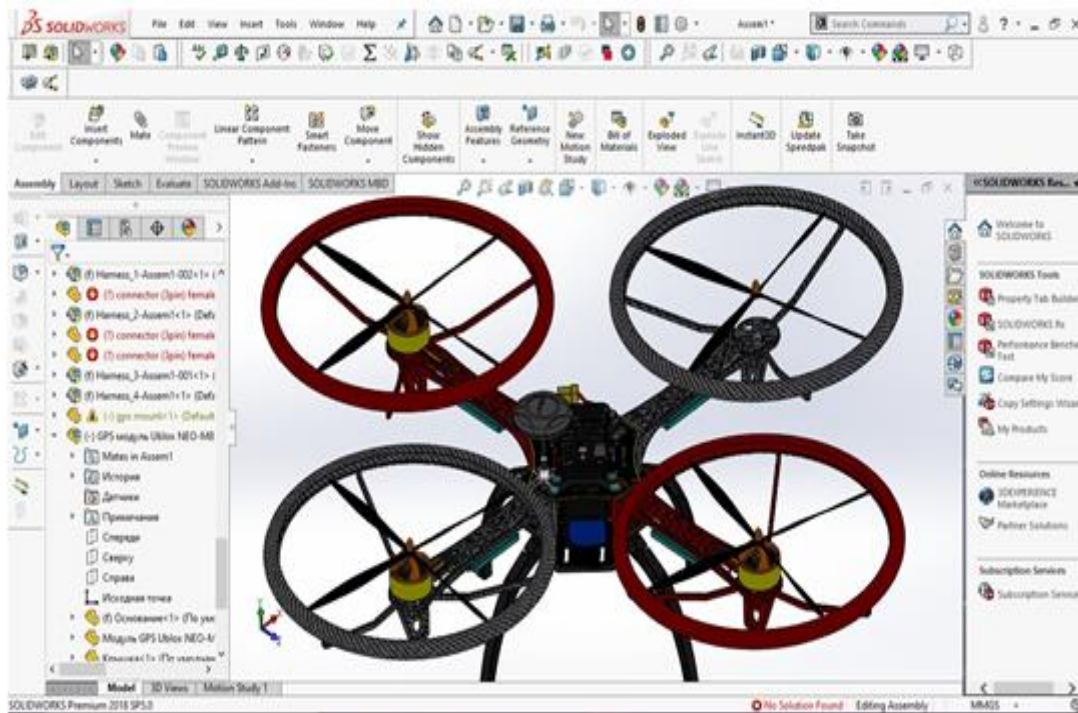 SOLIDWORKS File Edit View Insert Tools Window Help Assem1 * Search Commands
Edit Component
Insert Components
Mate
Component Preview Window
Linear Component Pattern
Smart Fasteners
Move Component
Show Hidden Components
Assembly Features
Reference Geometry
New Motion Study
Bill of Materials
Exploded View
Explode Line Sketch
Instant3D
Update Speedpak
Take Snapshot
Assembly Layout Sketch Evaluate SOLIDWORKS Add-Ins SOLIDWORKS MBD
(f) Harness_1-Assem1-002<1> (
(?) connector (3pin) female
(f) Harness_2-Assem1<1> (Defa
(?) connector (3pin) female
(?) connector (3pin) female
(f) Harness_3-Assem1-001<1> (
(f) Harness_4-Assem1<1> (Defa
(-) gps mount<1> (Default
(-) GPS модуль Ublox NEO-M8
Mates in Assem1
История
Датчики
Примечания
Спереди
Сверху
Справа
Исходная точка
(f) Основание<1> (По умо
Модуль GPS Ublox NEO-M
Крышка<1> (По умолчан
Model 3D Views Motion Study 1
SOLIDWORKS Premium 2018 SP5.0
No Solution Found Editing Assembly MMGS
SOLIDWORKS Res...
Welcome to SOLIDWORKS
SOLIDWORKS Tools
Property Tab Builder
SOLIDWORKS Rx
Performance Bench
Test
Compare My Score
Copy Settings Wizar
My Products
Online Resources
3DEXPERIENCE
Marketplace
Partner Solutions
Subscription Services
Subscription Service